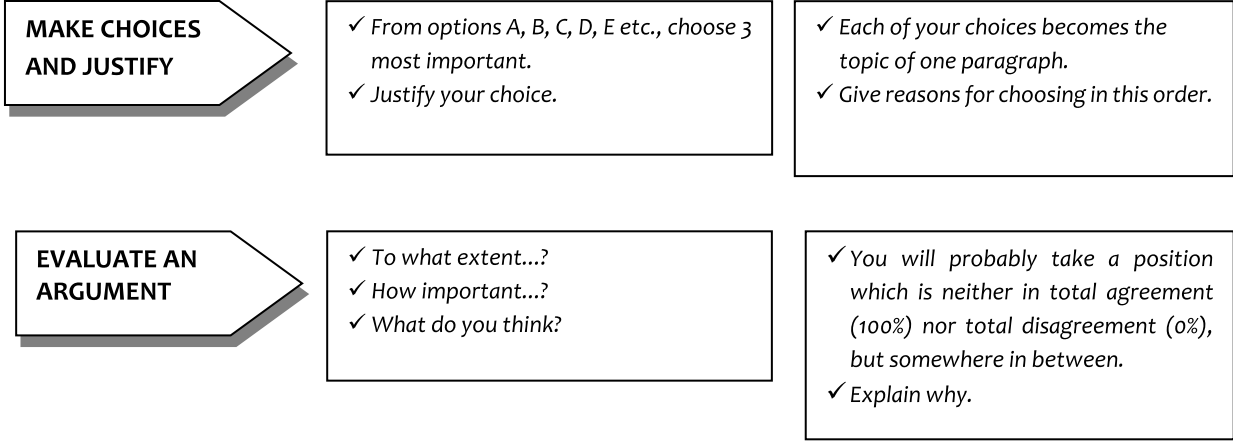 MAKE CHOICES
AND JUSTIFY
✓ From options A, B, C, D, E etc., choose 3
most important.
✓ Justify your choice.
✓ Each of your choices becomes the
topic of one paragraph.
✓ Give reasons for choosing in this order.
EVALUATE AN
ARGUMENT
✓ To what extent...?
✓ How important...?
✓ What do you think?
✓ You will probably take a position
which is neither in total agreement
(100%) nor total disagreement (0%),
but somewhere in between.
✓ Explain why.